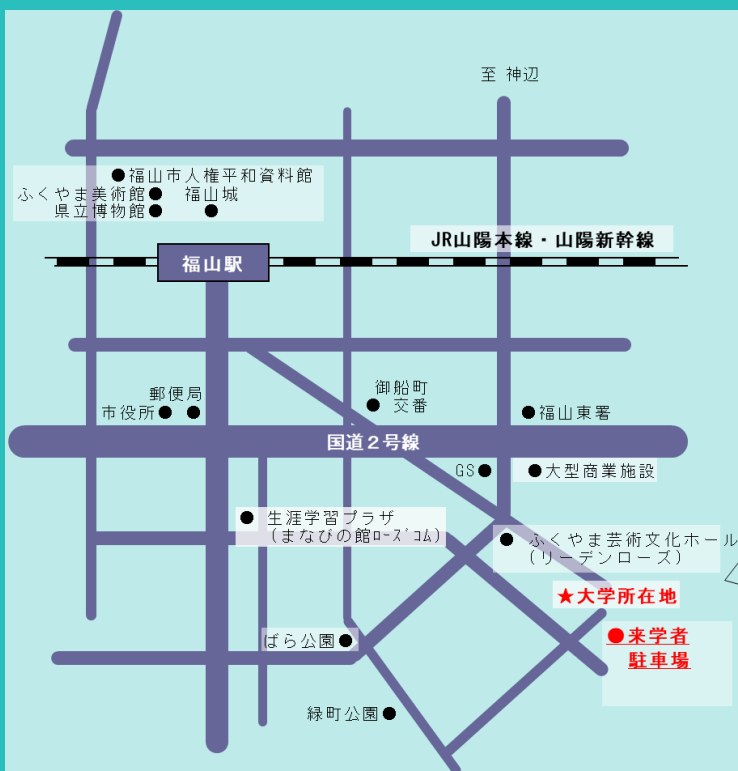 至 神辺
福山市人権平和資料館
ふくやま美術館 福山城
県立博物館
JR山陽本線・山陽新幹線
福山駅
郵便局
市役所
御船町
交番
福山東署
国道２号線
GS
大型商業施設
生涯学習プラザ
(まなびの館ﾛｰｽﾞｺﾑ)
ふくやま芸術文化ホール
(リーデンローズ)
★大学所在地
ばら公園
●来学者
駐車場
緑町公園